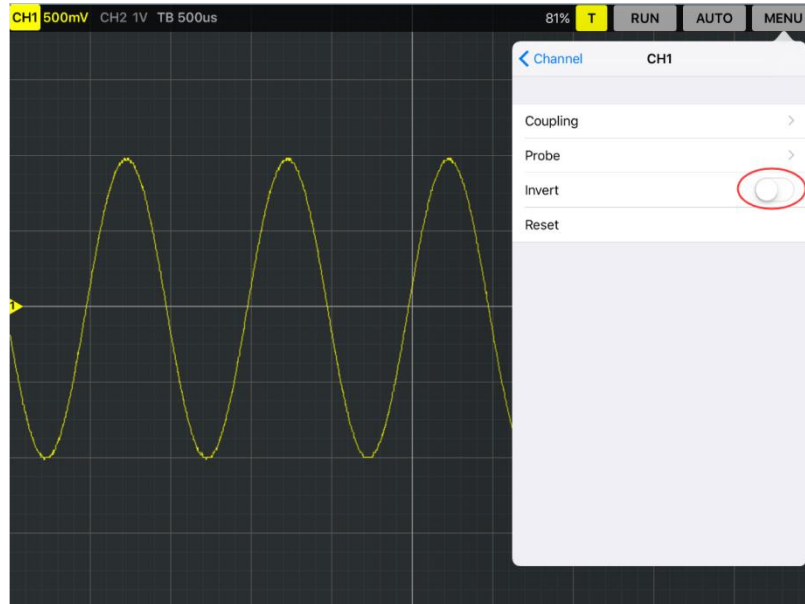 CH1 500mV CH2 1V TB 500us 81% T RUN AUTO MENU
Channel CH1
Coupling
Probe
Invert
Reset
1